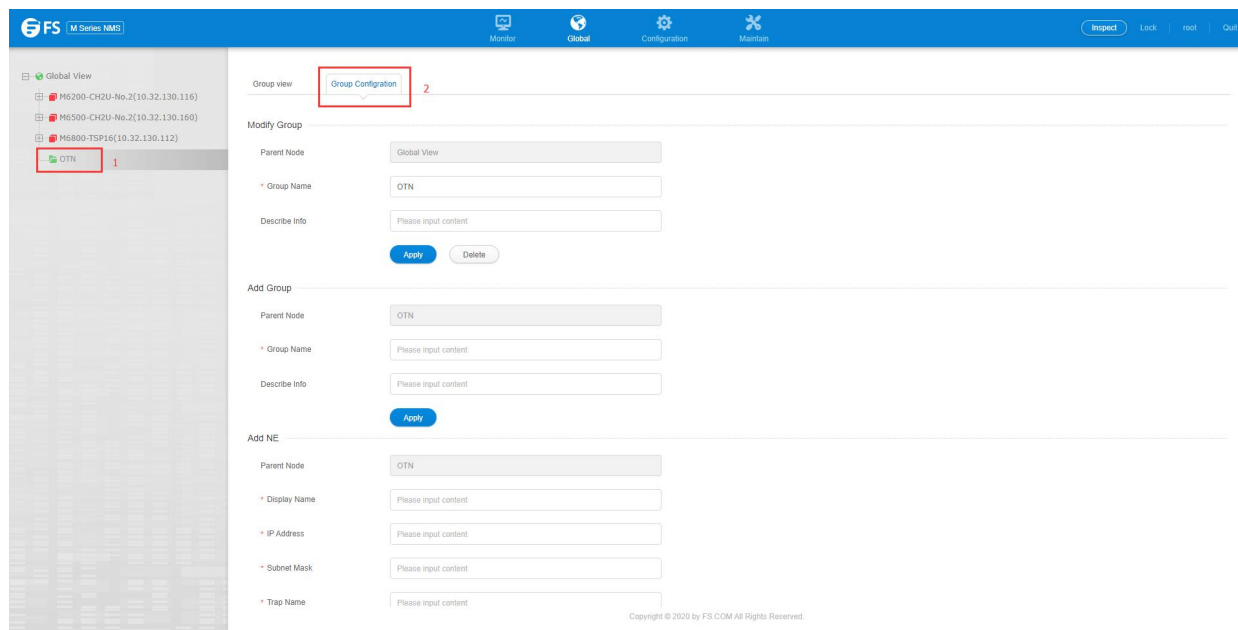 FS M Series NMS
Monitor Global Configuration Maintain
Inspect Lock root Quit
Global View
M6200-CH2U-No.2(10.32.130.116)
M6500-CH2U-No.2(10.32.130.160)
M6800-TSP16(10.32.130.112)
OTN 1
Group view Group Configration 2
Modify Group
Parent Node Global View
* Group Name OTN
Describe Info Please input content
Apply Delete
Add Group
Parent Node OTN
* Group Name Please input content
Describe Info Please input content
Apply
Add NE
Parent Node OTN
* Display Name Please input content
* IP Address Please input content
* Subnet Mask Please input content
* Trap Name Please input content
Copyright © 2020 by FS.COM All Rights Rererved.